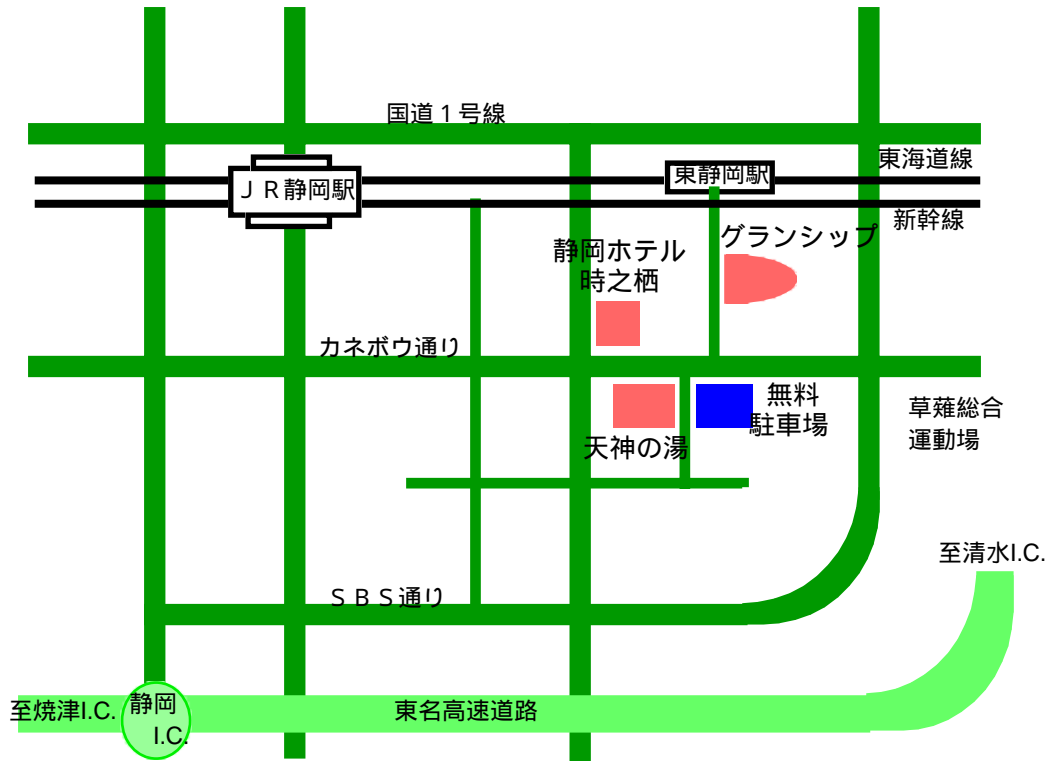 国道１号線
東海道線
東静岡駅
ＪＲ静岡駅
新幹線
グランシップ
静岡ホテル
時之栖
カネボウ通り
無料
駐車場
草薙総合
運動場
天神の湯
至清水I.C.
ＳＢＳ通り
至焼津I.C.
静岡
I.C.
東名高速道路